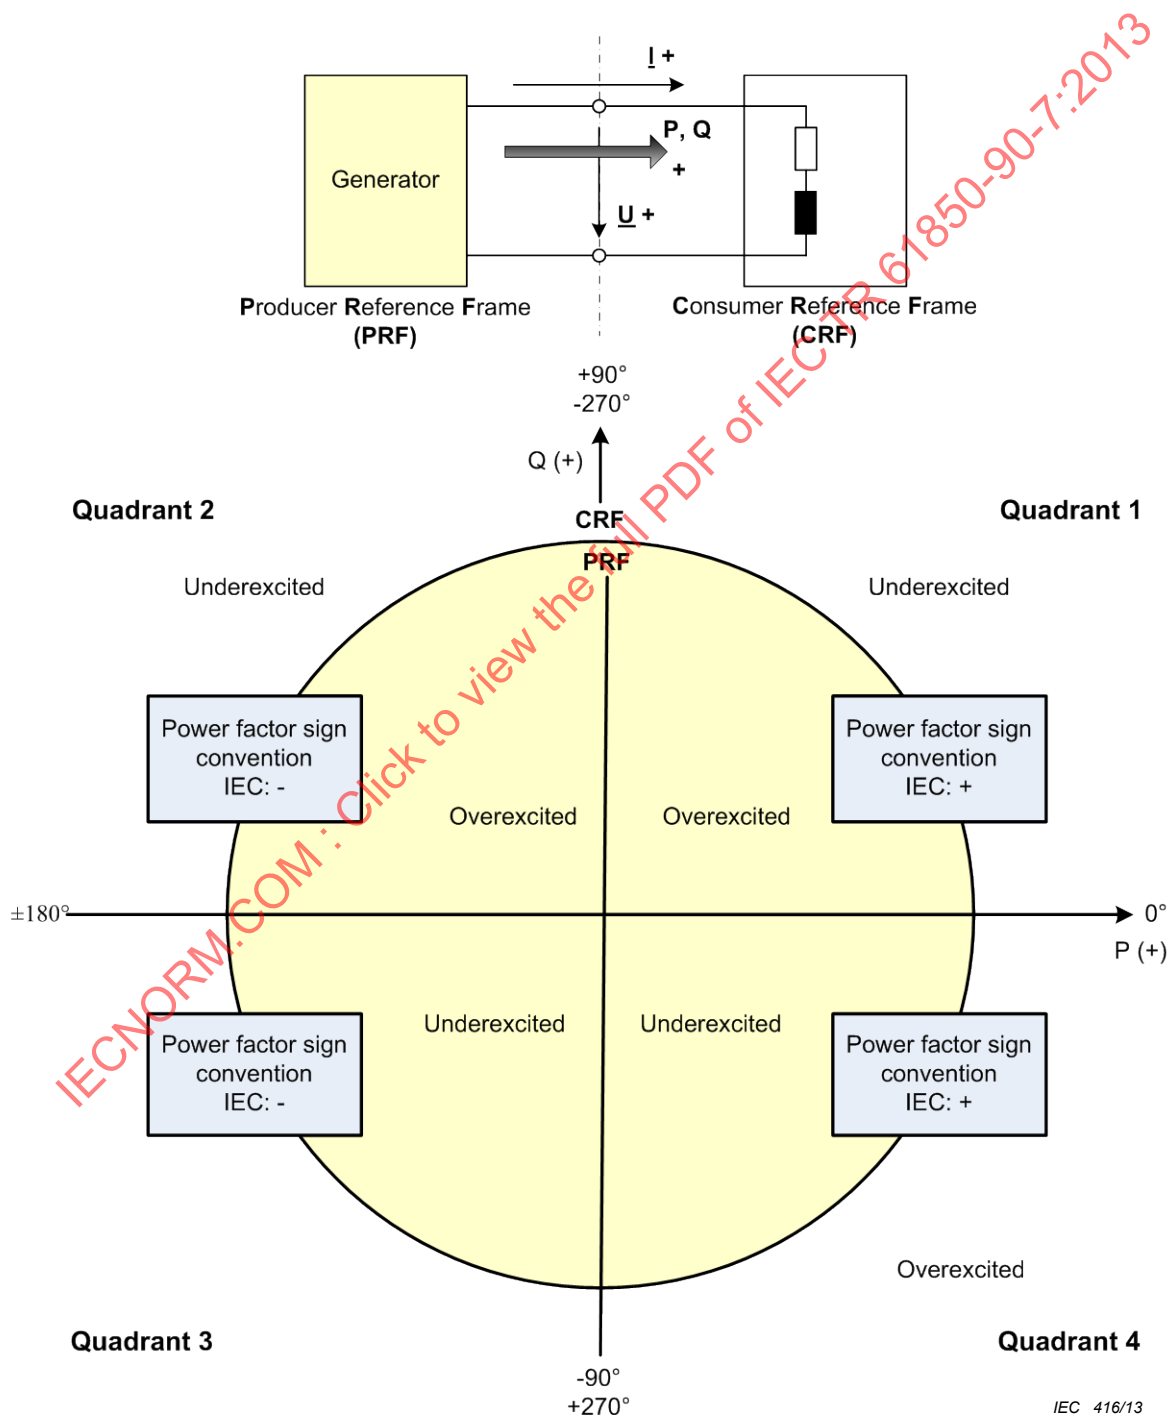 I +
P, Q
+
Generator
U +
Producer Reference Frame
(PRF)
Consumer Reference Frame
(CRF)
+90°
-270°
Q (+)
Quadrant 2
Quadrant 1
CRF
PRF
Underexcited
Underexcited
Power factor sign
convention
IEC: -
Power factor sign
convention
IEC: +
Overexcited
Overexcited
±180°
0°
P (+)
Underexcited
Underexcited
Power factor sign
convention
IEC: -
Power factor sign
convention
IEC: +
Overexcited
Quadrant 3
Quadrant 4
-90°
+270°
IEC 416/13
IECNORM.COM : Click to view the full PDF of IEC TR 61850-90-7:2013